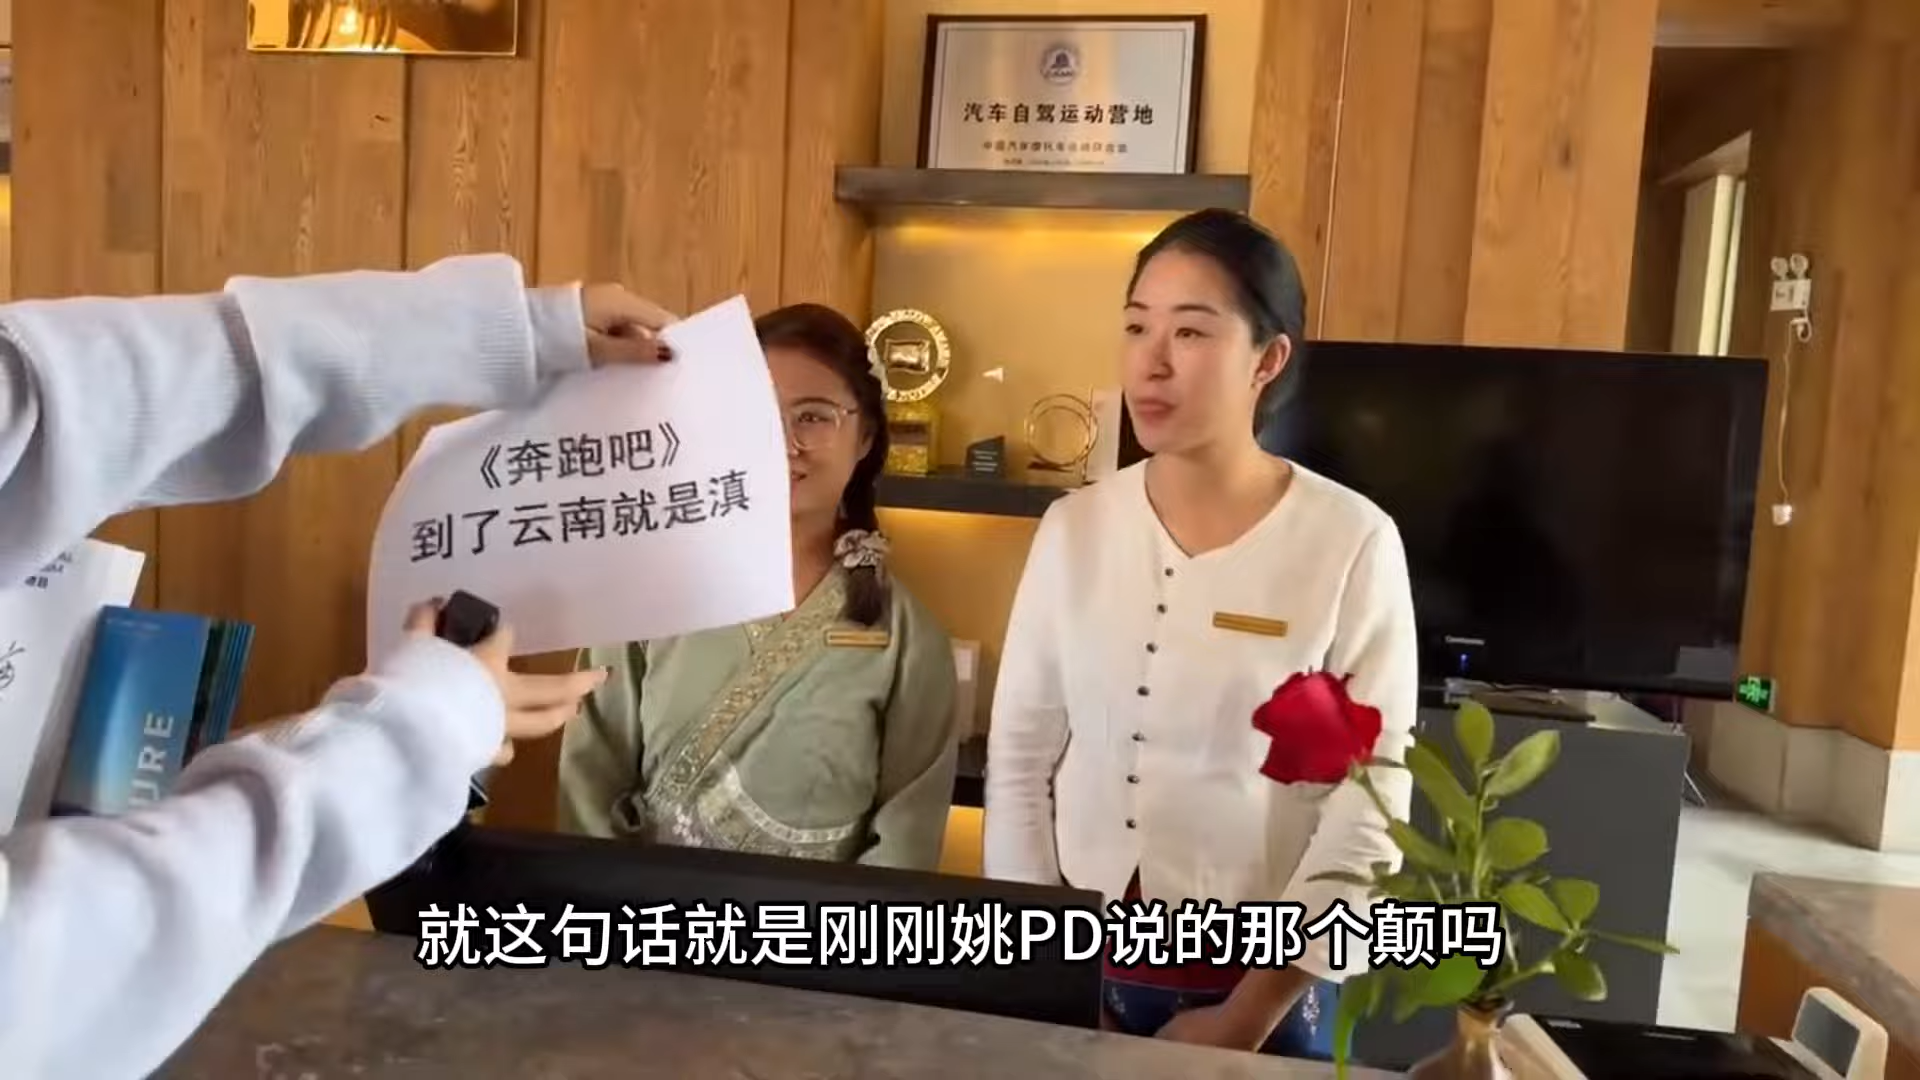 汽车自驾运动营地
《奔跑吧》
到了云南就是滇
URE
就这句话就是刚刚姚PD说的那个颠吗